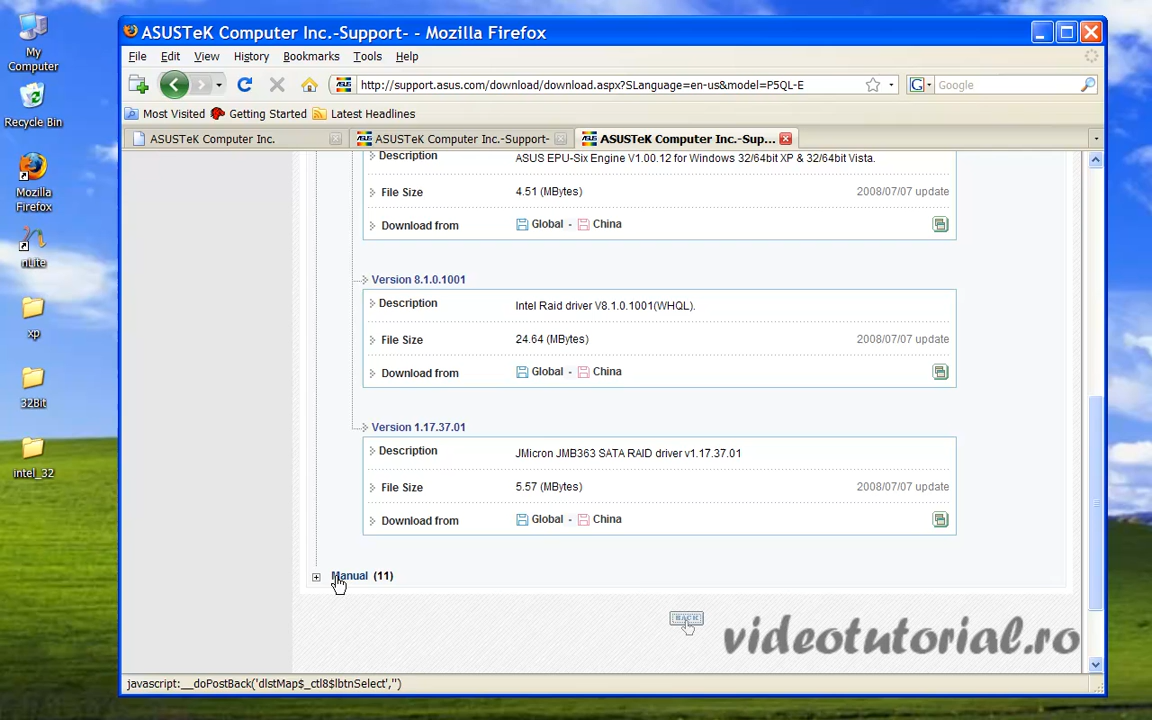 My
Computer
Recycle Bin
Mozilla
Firefox
nLite
xp
32Bit
intel_32
ASUSTeK Computer Inc.-Support- - Mozilla Firefox
File Edit View History Bookmarks Tools Help
http://support.asus.com/download/download.aspx?SLanguage=en-us&model=P5QL-E
Google
Most Visited Getting Started Latest Headlines
ASUSTeK Computer Inc. ASUSTeK Computer Inc.-Support- ASUSTeK Computer Inc.-Sup...
Description ASUS EPU-Six Engine V1.00.12 for Windows 32/64bit XP & 32/64bit Vista.
File Size 4.51 (MBytes) 2008/07/07 update
Download from Global - China
Version 8.1.0.1001
Description Intel Raid driver V8.1.0.1001(WHQL).
File Size 24.64 (MBytes) 2008/07/07 update
Download from Global - China
Version 1.17.37.01
Description JMicron JMB363 SATA RAID driver v1.17.37.01
File Size 5.57 (MBytes) 2008/07/07 update
Download from Global - China
Manual (11)
BACK
videotutorial.ro
javascript:__doPostBack('dlstMap$_ctl8$lbtnSelect','')